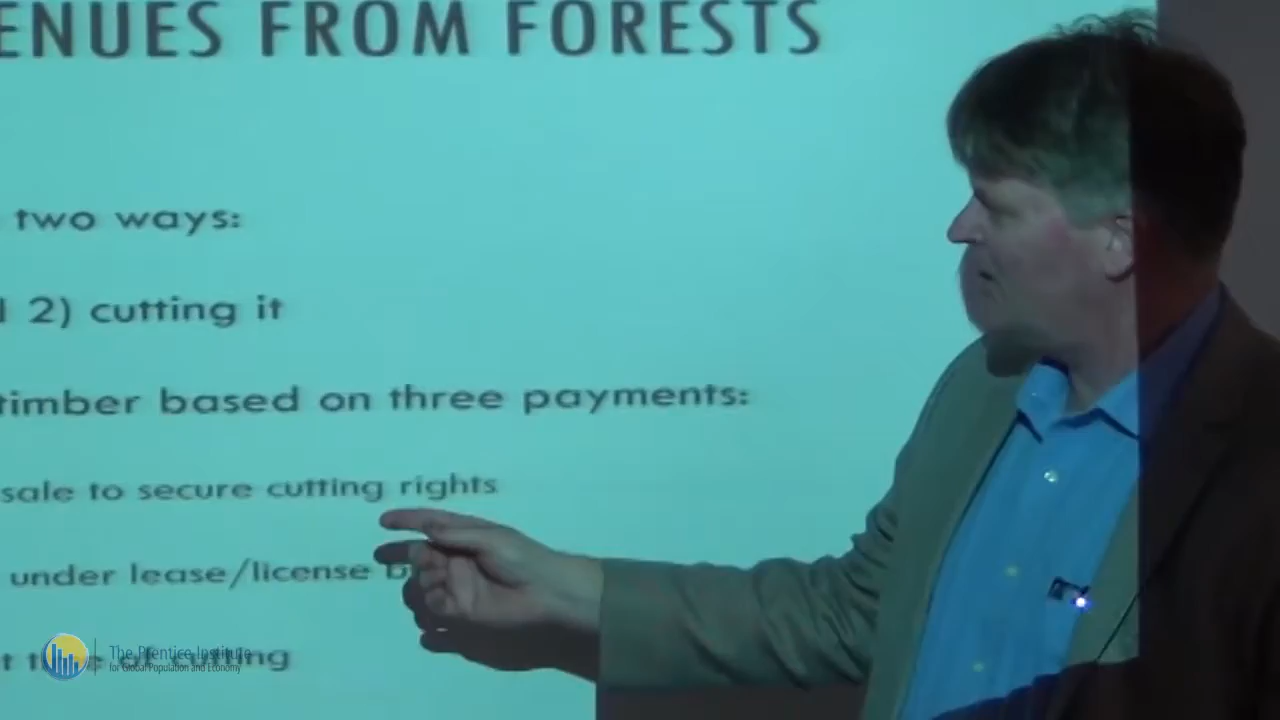 ENUES FROM FORESTS
two ways:
2) cutting it
timber based on three payments:
sale to secure cutting rights
under lease/license
The Prentice Institute
for Global Population and Economy